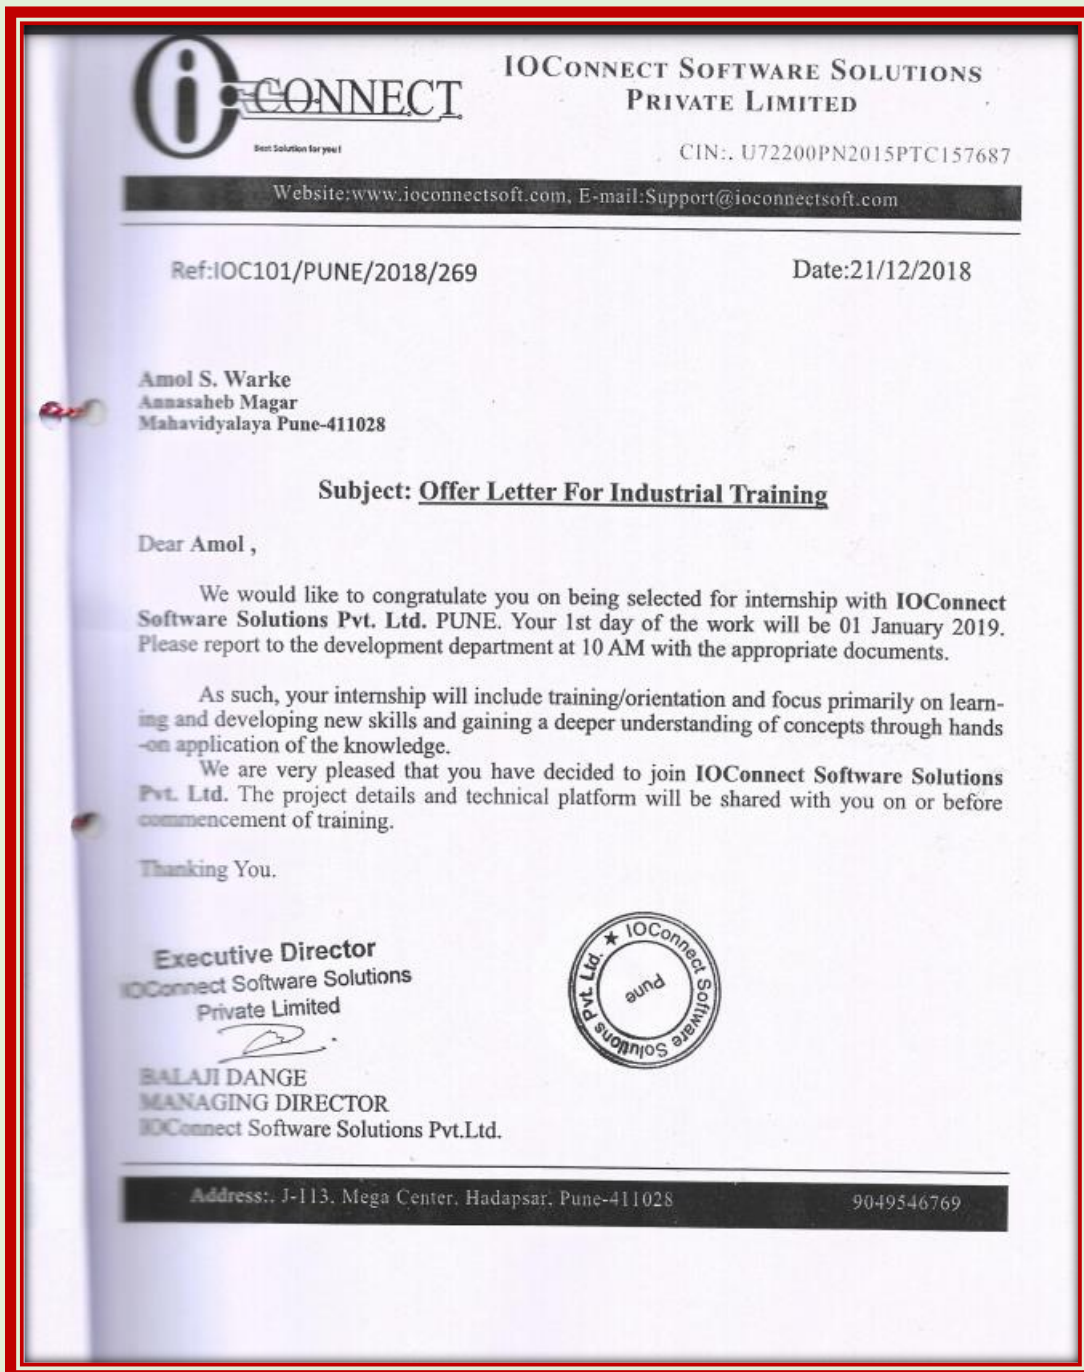 iCONNECT
Best Solution for you!
IOCONNECT SOFTWARE SOLUTIONS
PRIVATE LIMITED
CIN:. U72200PN2015PTC157687
Website:www.ioconnectsoft.com, E-mail:Support@ioconnectsoft.com
Ref:IOC101/PUNE/2018/269
Date:21/12/2018
Amol S. Warke
Annasaheb Magar
Mahavidyalaya Pune-411028
Subject: Offer Letter For Industrial Training
Dear Amol ,
We would like to congratulate you on being selected for internship with IOConnect
Software Solutions Pvt. Ltd. PUNE. Your 1st day of the work will be 01 January 2019.
Please report to the development department at 10 AM with the appropriate documents.
As such, your internship will include training/orientation and focus primarily on learn-
ing and developing new skills and gaining a deeper understanding of concepts through hands
-on application of the knowledge.
We are very pleased that you have decided to join IOConnect Software Solutions
Pvt. Ltd. The project details and technical platform will be shared with you on or before
commencement of training.
Thanking You.
Executive Director
IOConnect Software Solutions
Private Limited
★ IOConnect Software Solutions Pvt. Ltd.
Pune
BALAJI DANGE
MANAGING DIRECTOR
IOConnect Software Solutions Pvt.Ltd.
Address:. J-113, Mega Center, Hadapsar, Pune-411028
9049546769